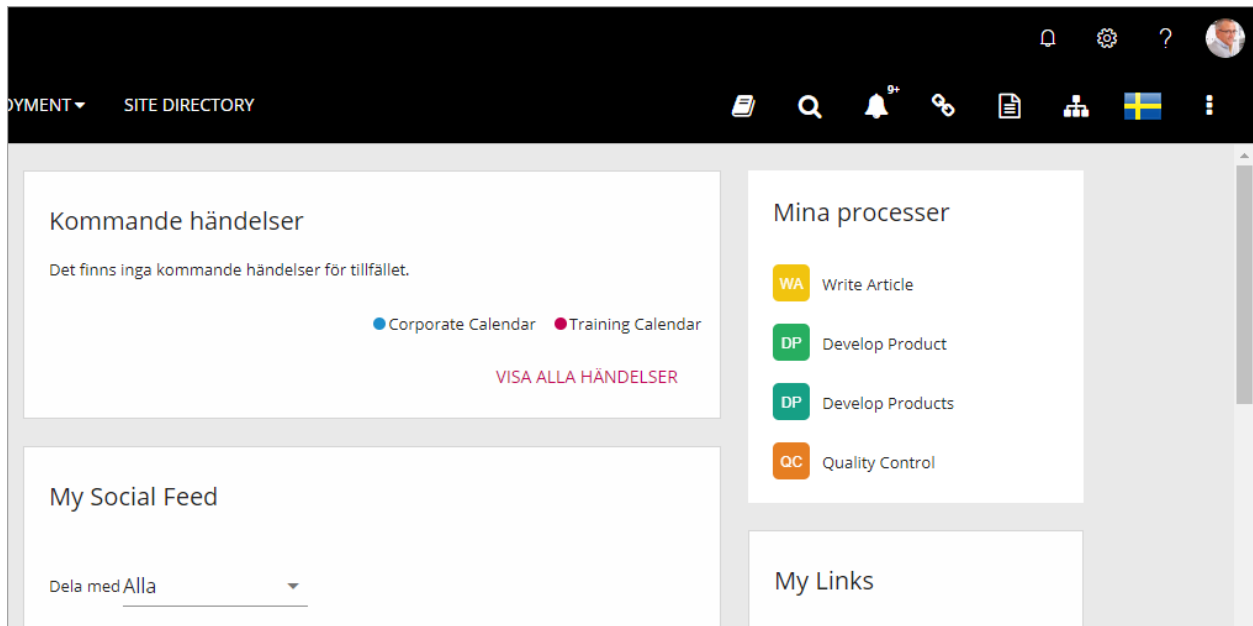 ?
OYMENT SITE DIRECTORY
9+
Kommande händelser
Det finns inga kommande händelser för tillfället.
Corporate Calendar Training Calendar
VISA ALLA HÄNDELSER
My Social Feed
Dela med Alla
Mina processer
WA Write Article
DP Develop Product
DP Develop Products
QC Quality Control
My Links